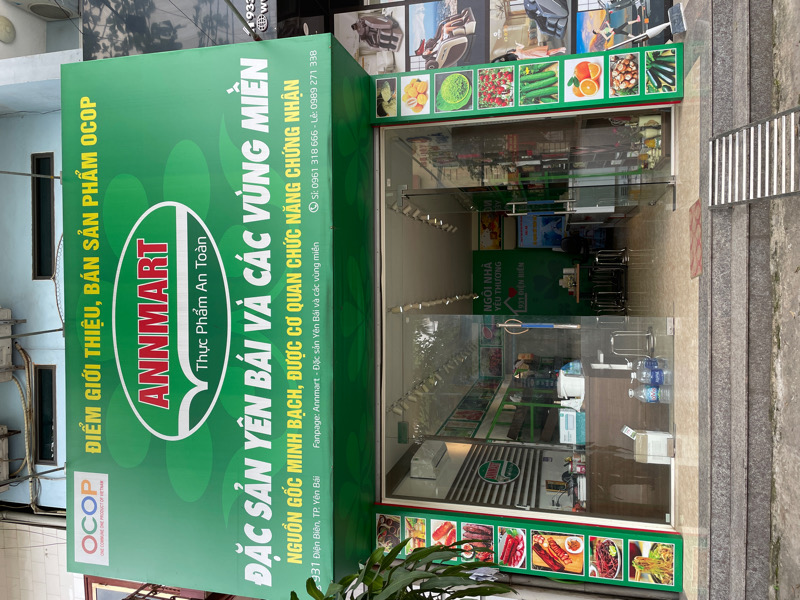 OCOP
ONE COMMUNE ONE PRODUCT OF VIETNAM
ĐIỂM GIỚI THIỆU, BÁN SẢN PHẨM OCOP
ANNMART
Thực Phẩm An Toàn
ĐẶC SẢN YÊN BÁI VÀ CÁC VÙNG MIỀN
NGUỒN GỐC MINH BẠCH, ĐƯỢC CƠ QUAN CHỨC NĂNG CHỨNG NHẬN
931 Điện Biên, TP. Yên Bái
Fanpage: Annmart - Đặc sản Yên Bái và các vùng miền
Sỉ: 0961 318 666 - Lẻ: 0989 271 338
933
ANNMART
NGÔI NHÀ
YÊU THƯƠNG
931 ĐIỆN BIÊN